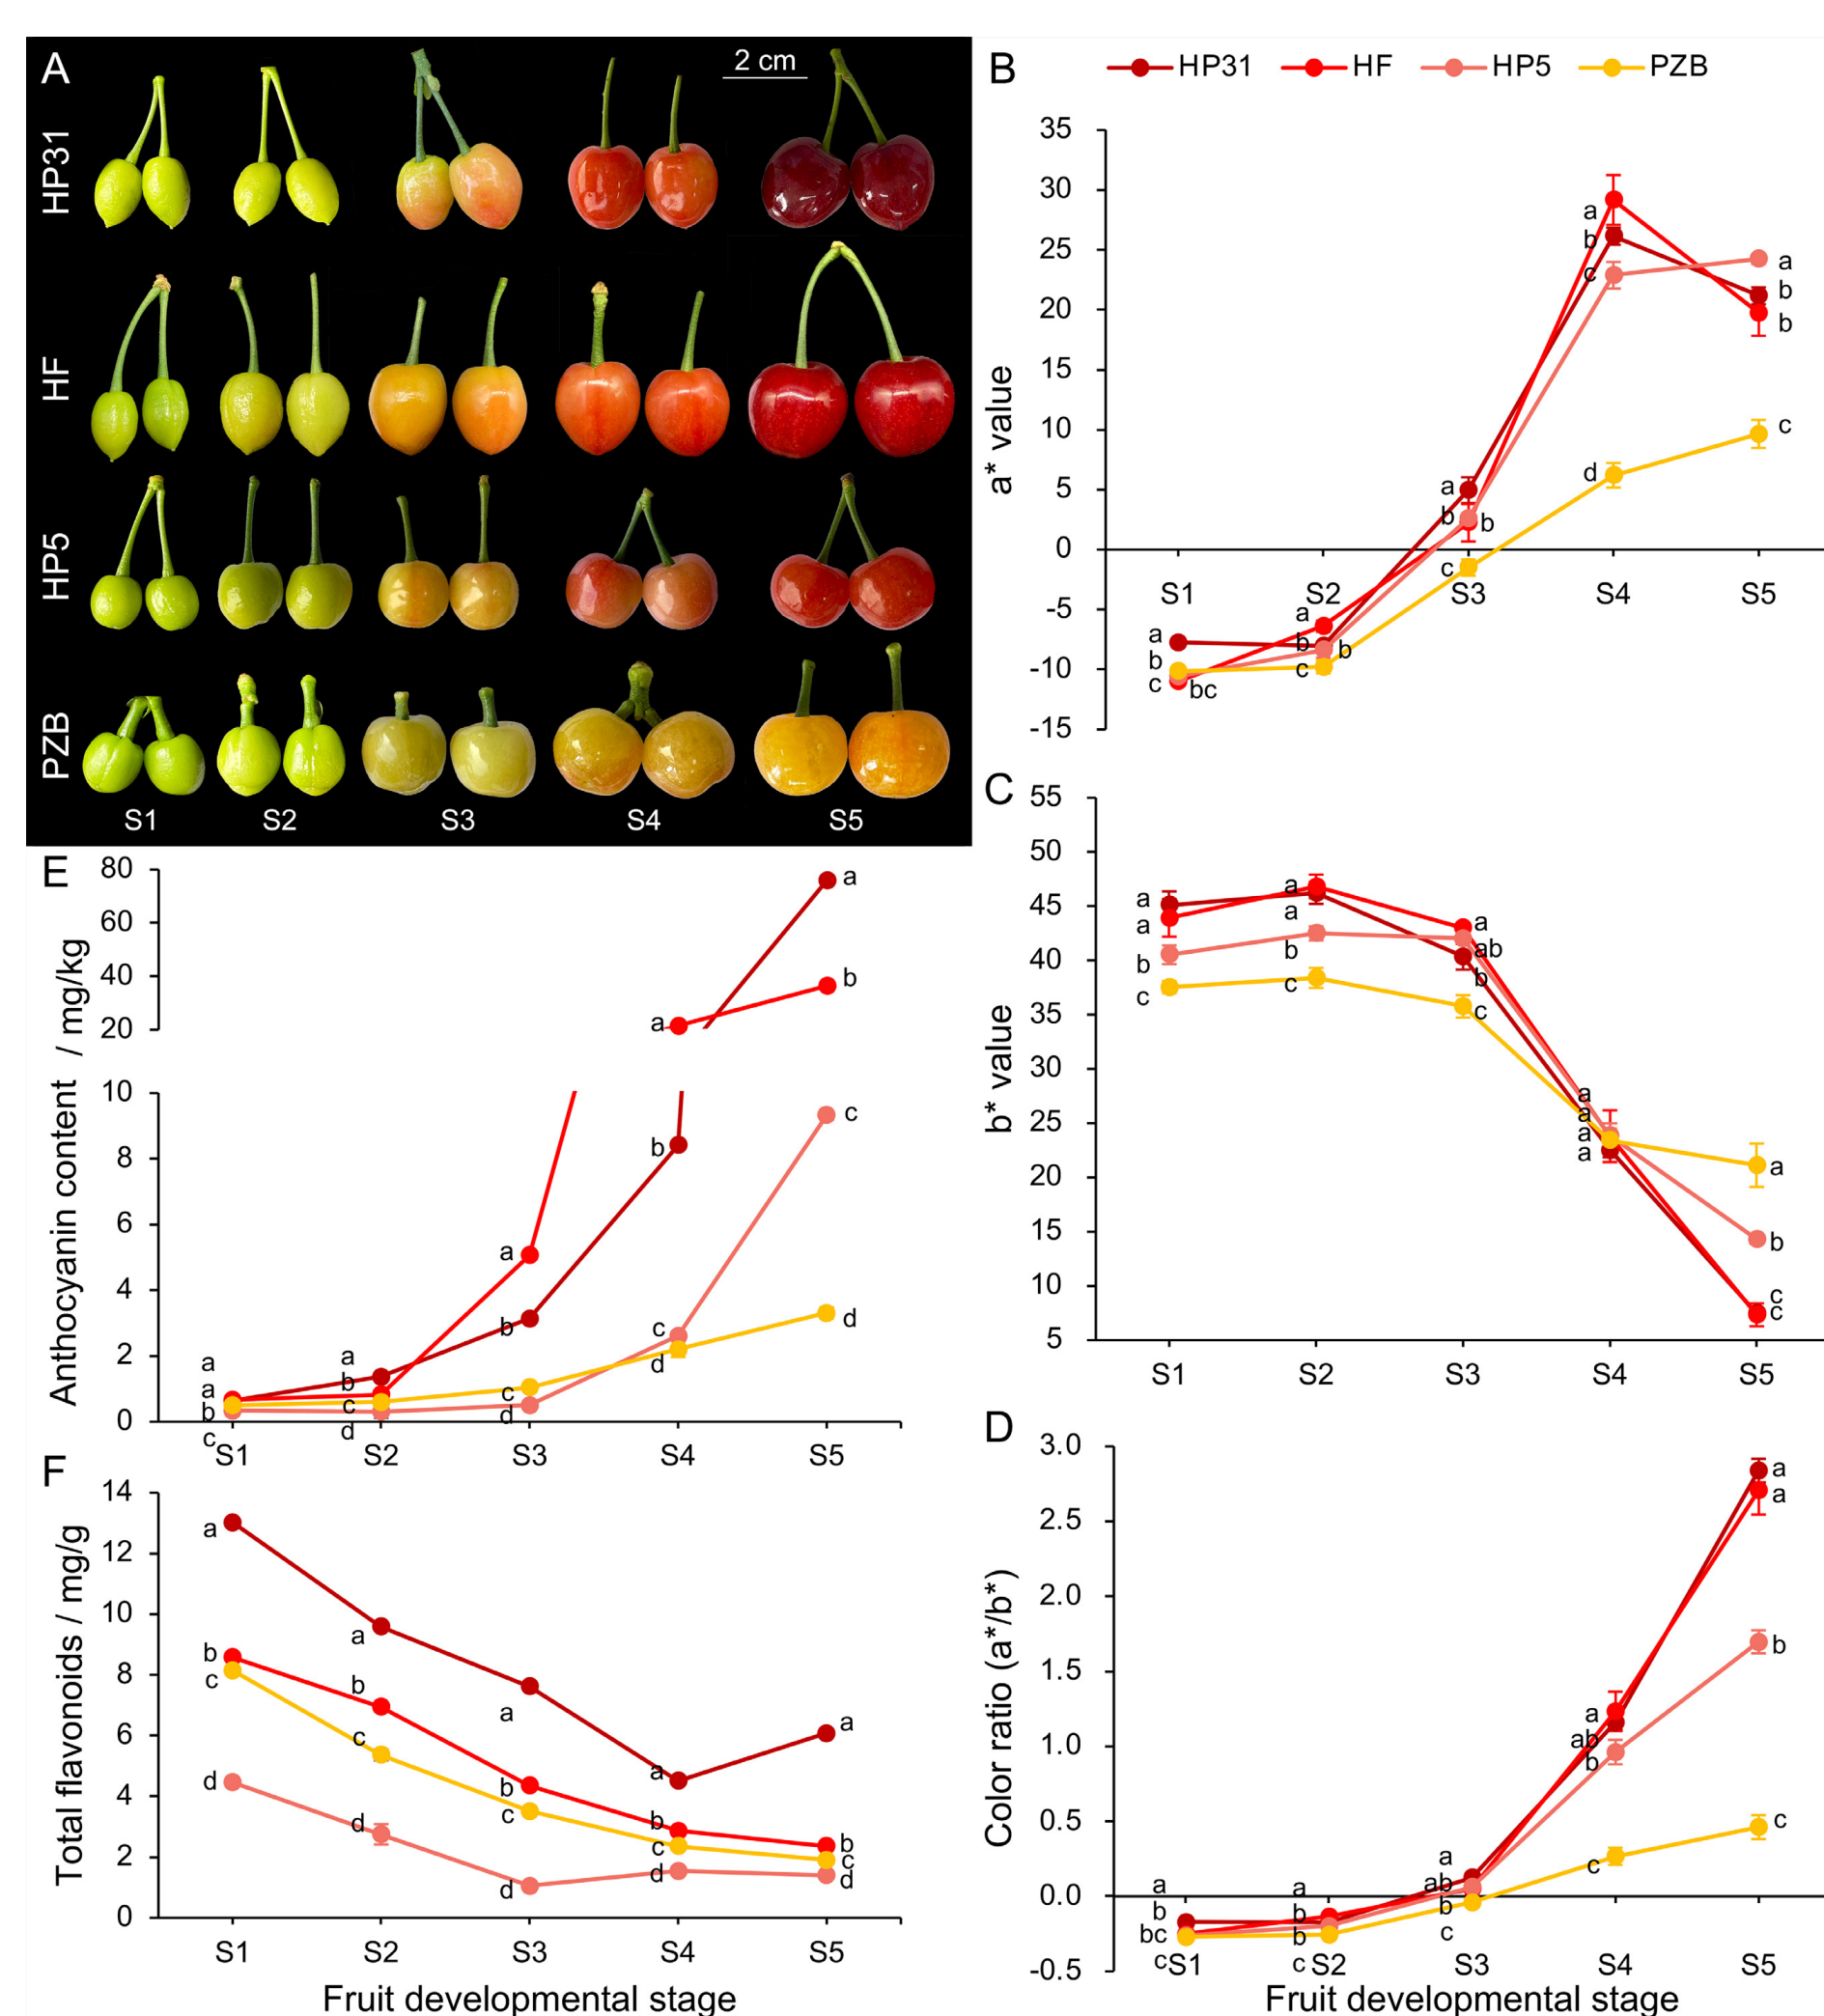 A
2 cm
HP31
HF
HP5
PZB
S1 S2 S3 S4 S5
B
HP31 HF HP5 PZB
35
30
25
20
15
10
5
0
-5
-10
-15
a* value
S1 S2 S3 S4 S5
a
b
c bc
a
b b
c
a
b b
c
a
b
c
d
a
b
b
c
C
55
50
45
40
35
30
25
20
15
10
5
b* value
S1 S2 S3 S4 S5
a
a
b
c
a
a
b
c
a
ab
b
c
a
a
a
a
a
b
c
c
D
3.0
2.5
2.0
1.5
1.0
0.5
0.0
-0.5
Color ratio (a*/b*)
S1 S2 S3 S4 S5
a
b
bc
c
a
b
b
c
a
ab
b
c
a
ab
b
c
a
a
b
c
Fruit developmental stage
E
80
60
40
20
10
8
6
4
2
0
Anthocyanin content / mg/kg
S1 S2 S3 S4 S5
a
a
b
c
a
b
c
d
a
b
c
d
a
b
c
d
a
b
c
d
F
14
12
10
8
6
4
2
0
Total flavonoids / mg/g
S1 S2 S3 S4 S5
a
b
c
d
a
b
c
d
a
b
c
d
a
b
c
d
a
b
c
d
Fruit developmental stage